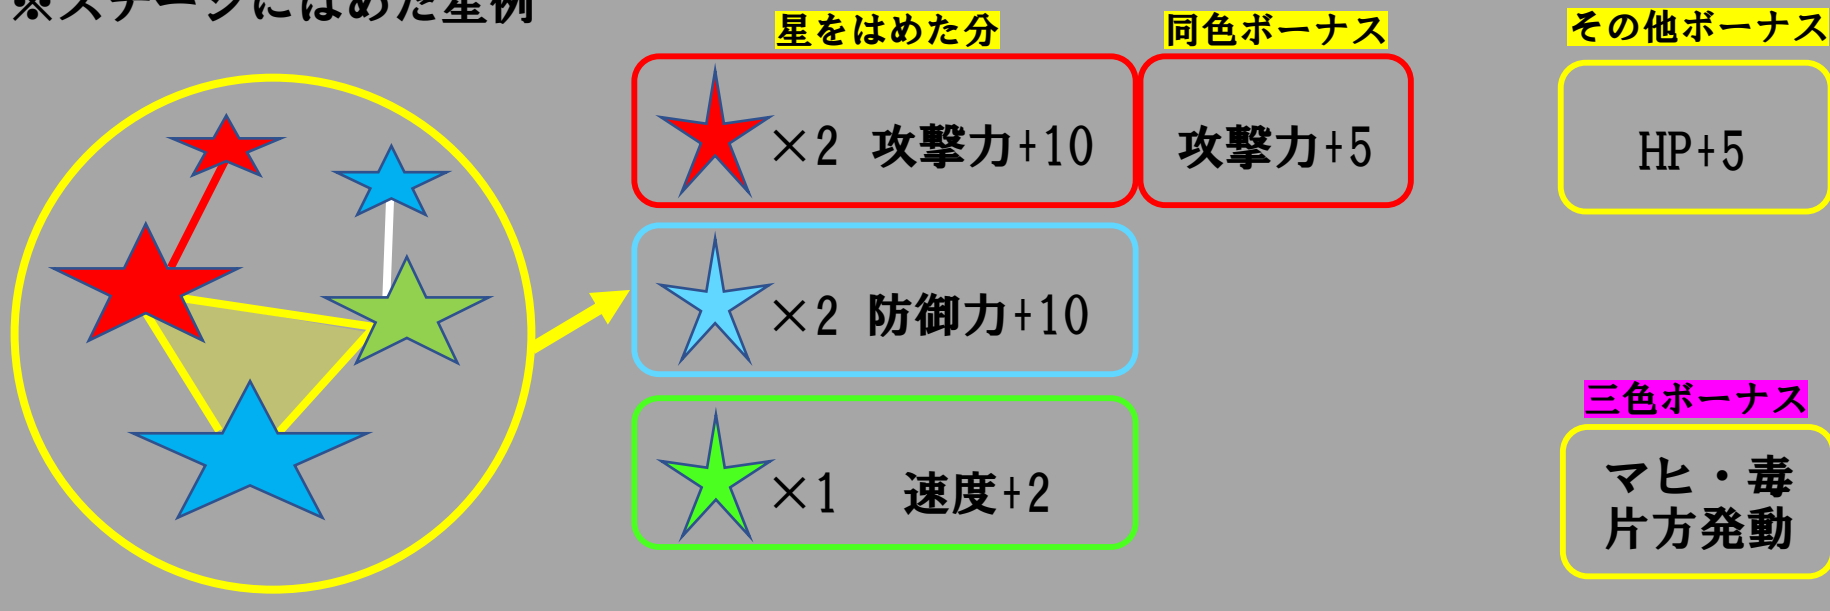 ※ステージにはめた星例
星をはめた分
同色ボーナス
その他ボーナス
×2 攻撃力+10
攻撃力+5
HP+5
×2 防御力+10
×1 速度+2
三色ボーナス
マヒ・毒
片方発動